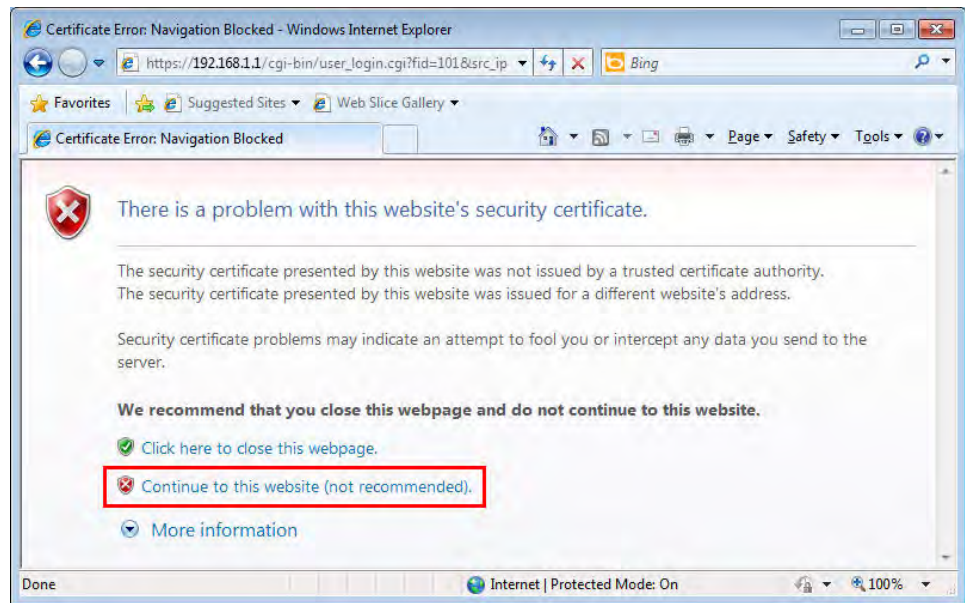 Certificate Error: Navigation Blocked - Windows Internet Explorer
https://192.168.1.1/cgi-bin/user_login.cgi?fid=101&src_ip
Bing
Favorites Suggested Sites Web Slice Gallery
Certificate Error: Navigation Blocked
Page Safety Tools
There is a problem with this website's security certificate.
The security certificate presented by this website was not issued by a trusted certificate authority.
The security certificate presented by this website was issued for a different website's address.
Security certificate problems may indicate an attempt to fool you or intercept any data you send to the
server.
We recommend that you close this webpage and do not continue to this website.
Click here to close this webpage.
Continue to this website (not recommended).
More information
Done Internet | Protected Mode: On 100%